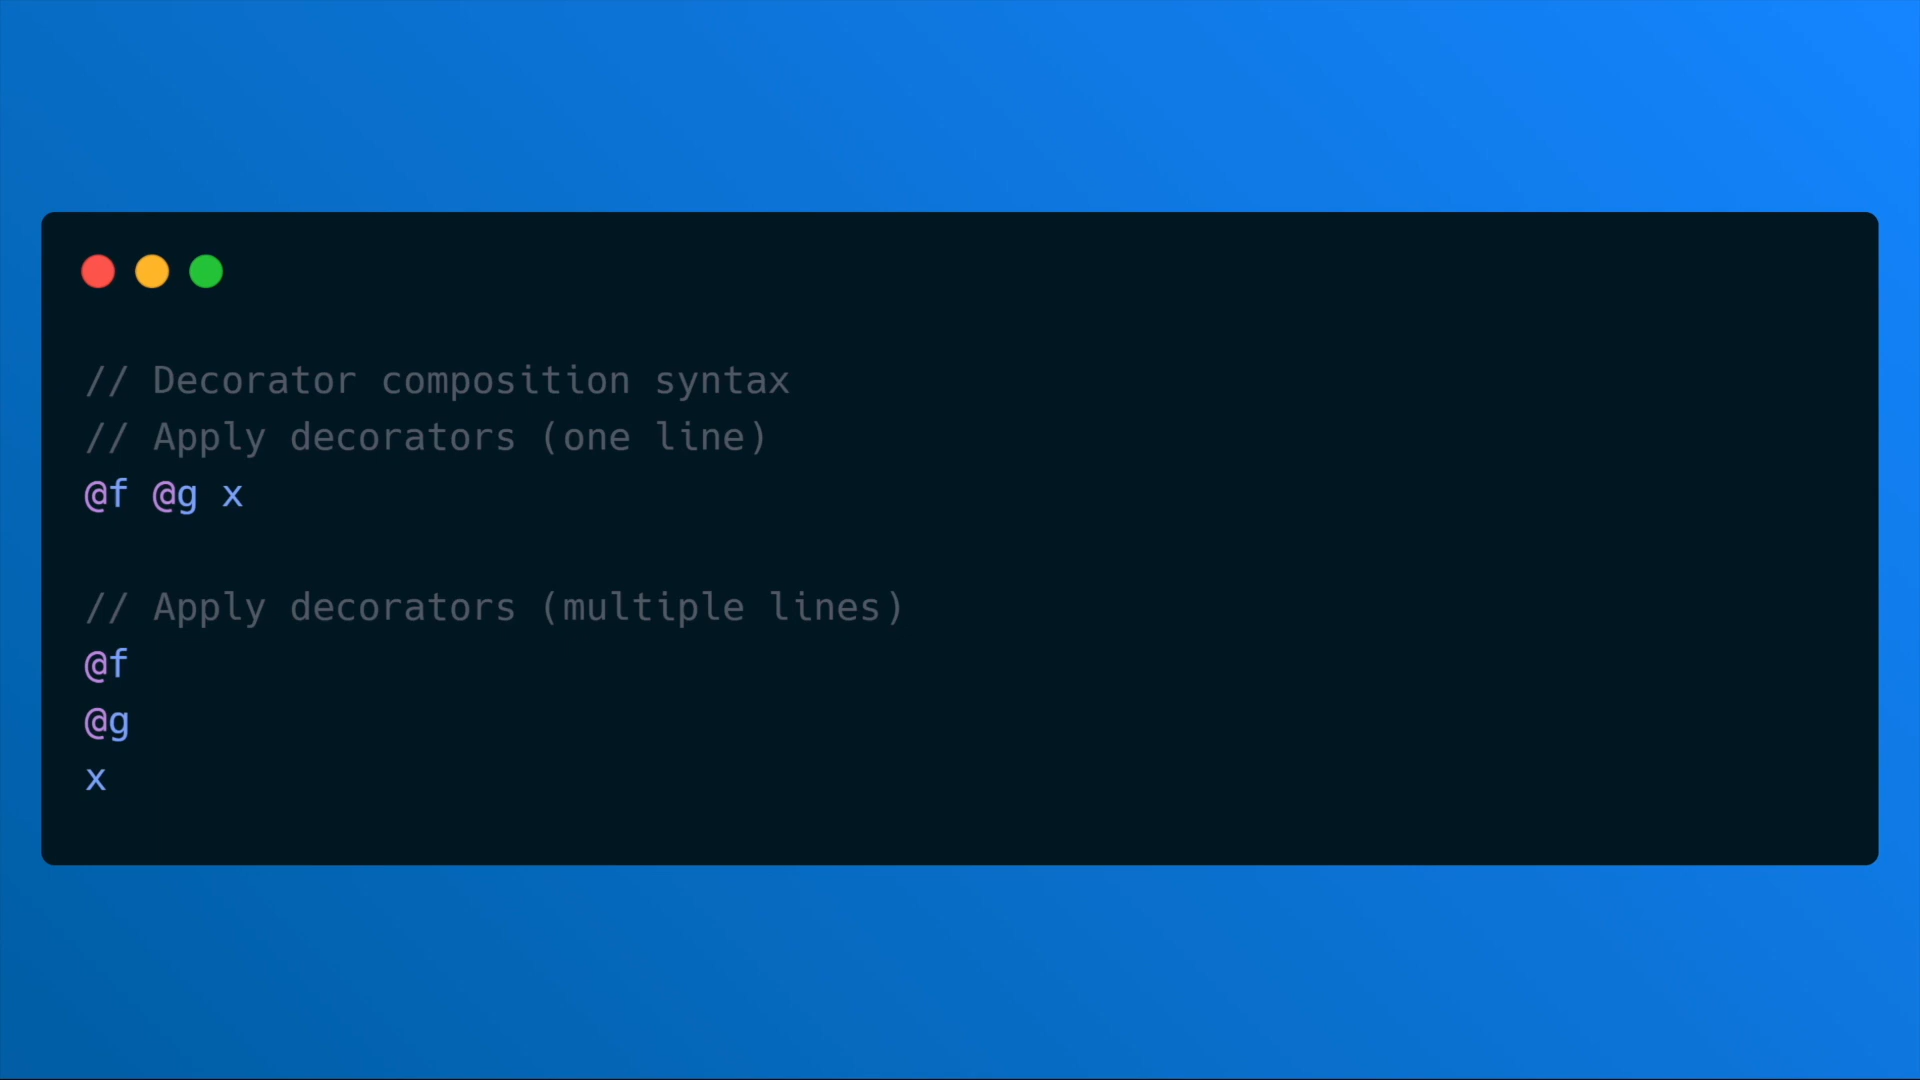 // Decorator composition syntax
// Apply decorators (one line)
@f @g x
// Apply decorators (multiple lines)
@f
@g
x